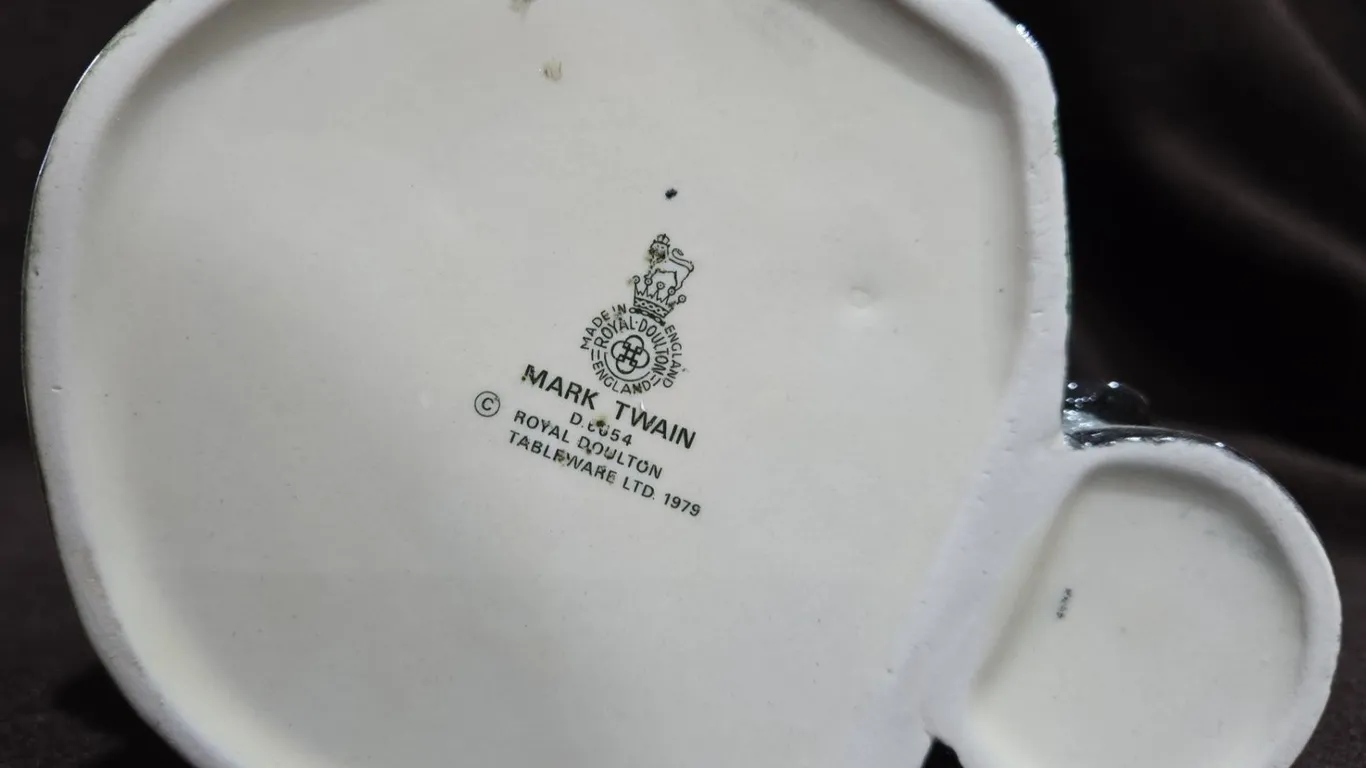 MADE IN ENGLAND
ROYAL·DOULTON
ENGLAND
MARK TWAIN
©
ROYAL DOULTON
TABLEWARE LTD. 1979